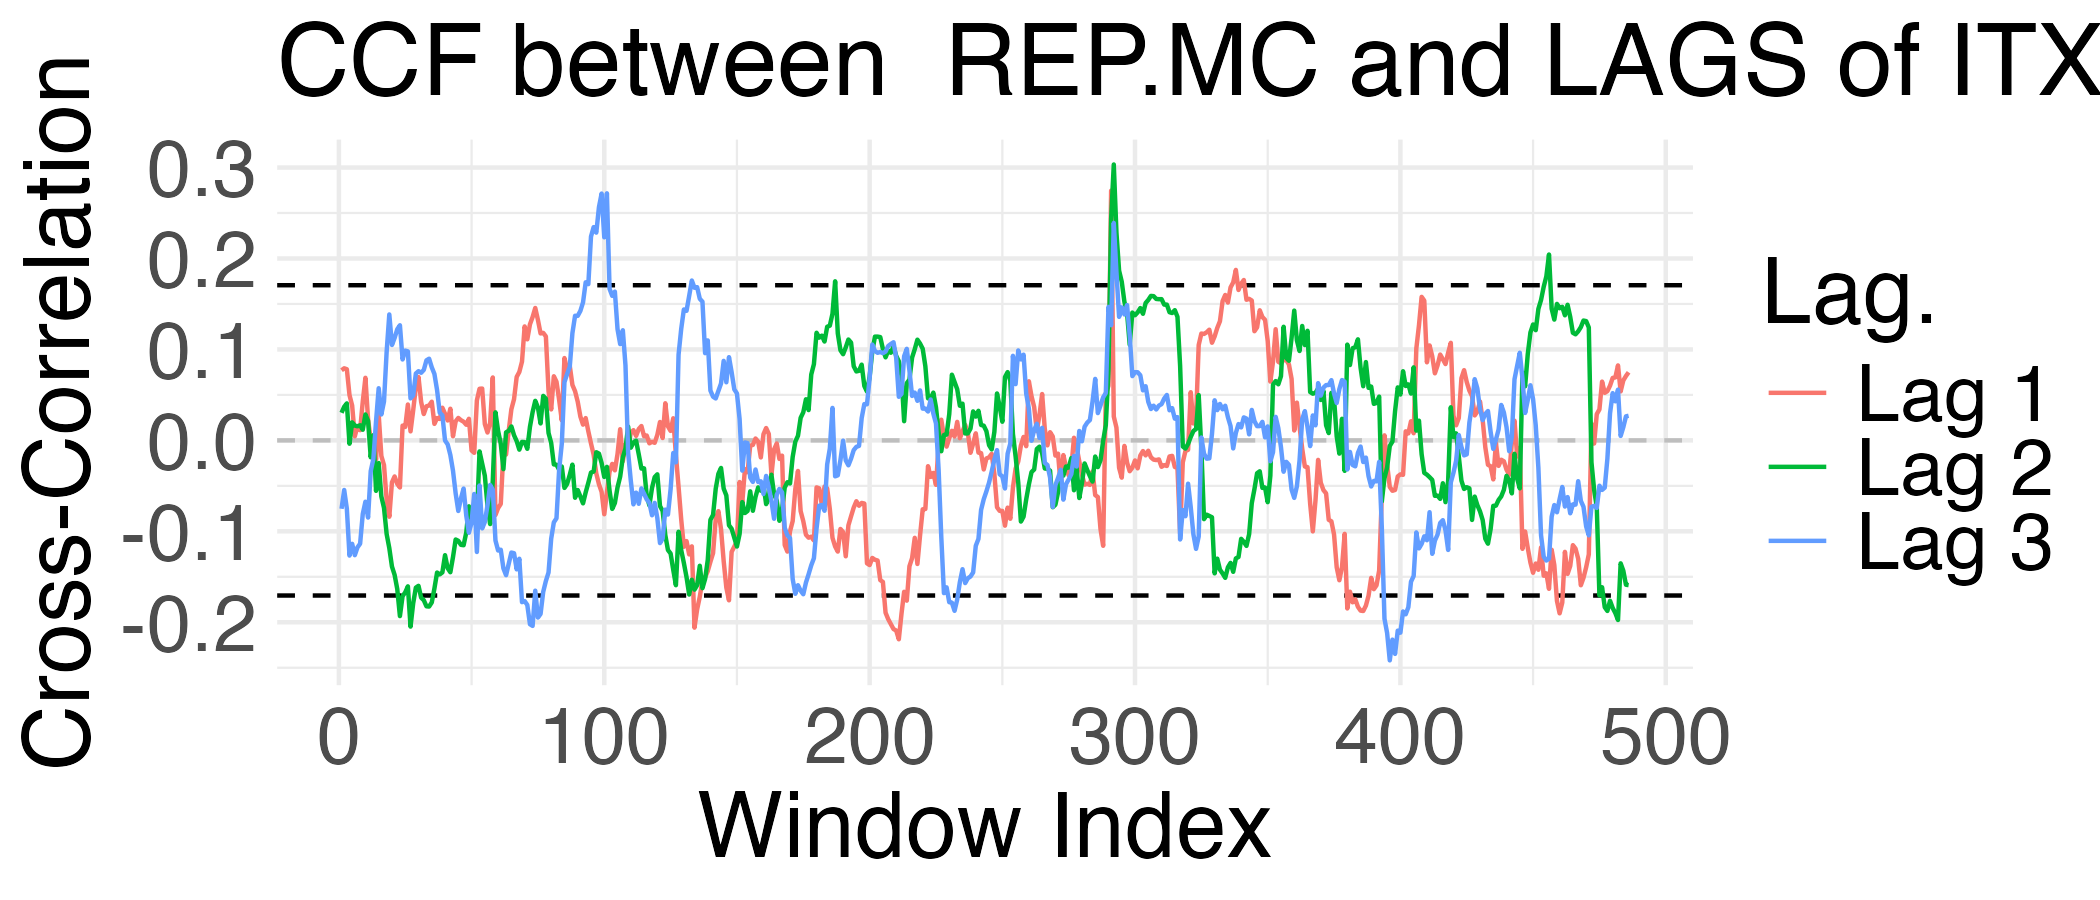 CCF between  REP.MC and LAGS of ITX
Cross-Correlation
0.3
0.2
0.1
0.0
-0.1
-0.2
0 100 200 300 400 500
Window Index
Lag.
Lag 1
Lag 2
Lag 3